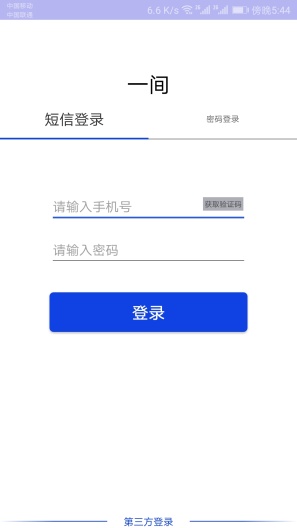 中国移动
中国联通
6.6 K/s
傍晚5:44
一间
短信登录
密码登录
请输入手机号
获取验证码
请输入密码
登录
第三方登录